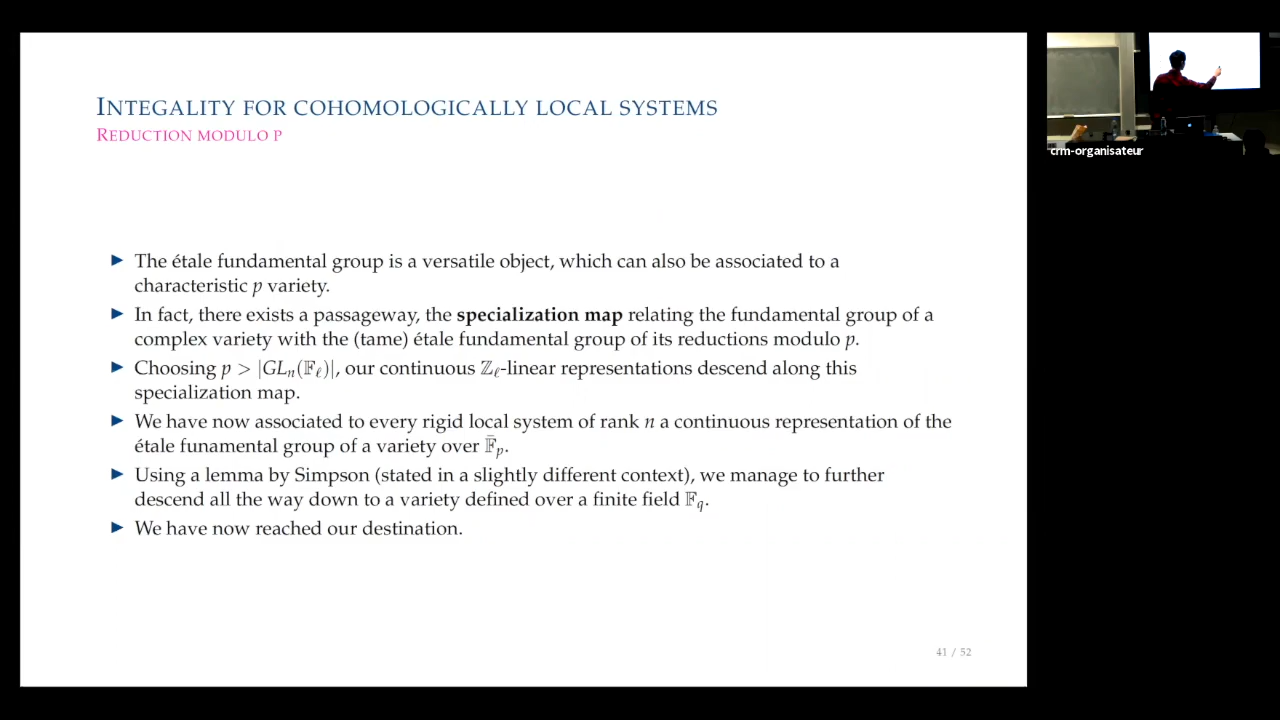 INTEGALITY FOR COHOMOLOGICALLY LOCAL SYSTEMS
REDUCTION MODULO P
▶ The étale fundamental group is a versatile object, which can also be associated to a
characteristic p variety.
▶ In fact, there exists a passageway, the specialization map relating the fundamental group of a
complex variety with the (tame) étale fundamental group of its reductions modulo p.
▶ Choosing p > |GLₙ(𝔽ℓ)|, our continuous ℤℓ-linear representations descend along this
specialization map.
▶ We have now associated to every rigid local system of rank n a continuous representation of the
étale funamental group of a variety over 𝔽̄ₚ.
▶ Using a lemma by Simpson (stated in a slightly different context), we manage to further
descend all the way down to a variety defined over a finite field 𝔽_q.
▶ We have now reached our destination.
41 / 52
crm-organisateur